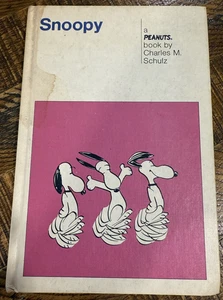 Snoopy
a
PEANUTS®
book by
Charles M.
Schulz